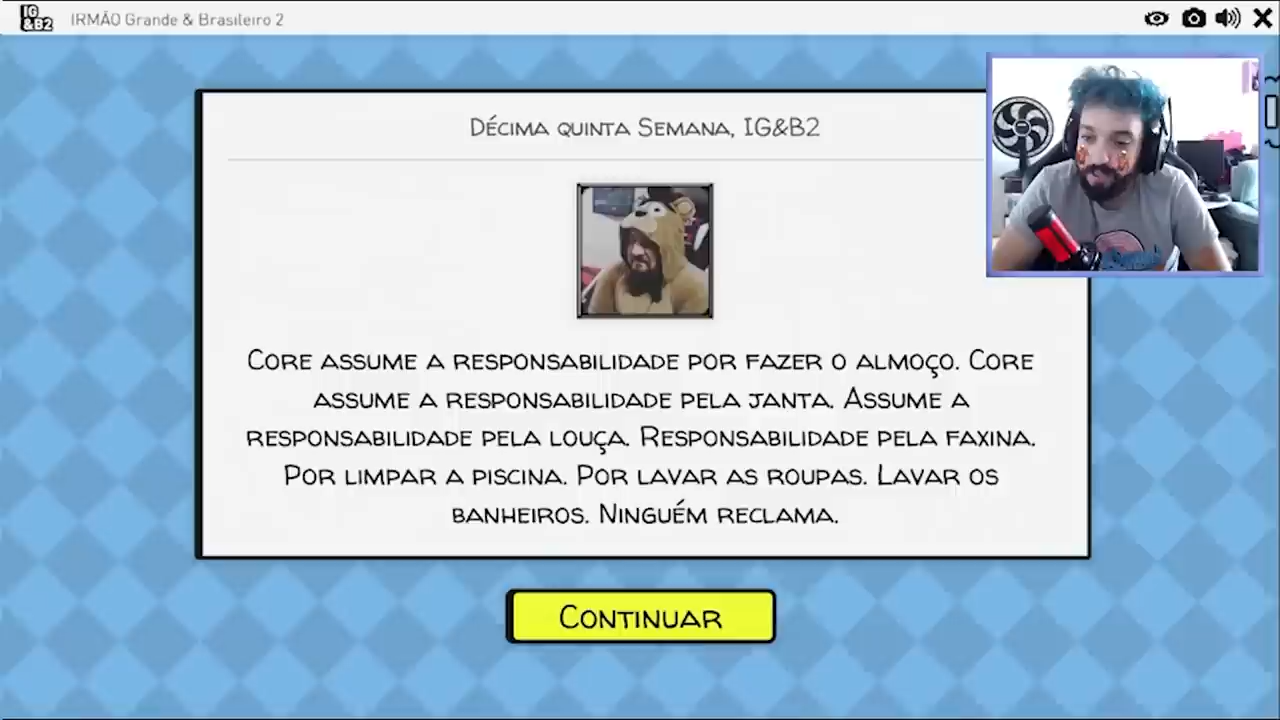 IG
&B2
IRMÃO Grande & Brasileiro 2
Décima quinta Semana, IG&B2
Core assume a responsabilidade por fazer o almoço. Core
assume a responsabilidade pela janta. Assume a
responsabilidade pela louça. Responsabilidade pela faxina.
Por limpar a piscina. Por lavar as roupas. Lavar os
banheiros. Ninguém reclama.
Continuar